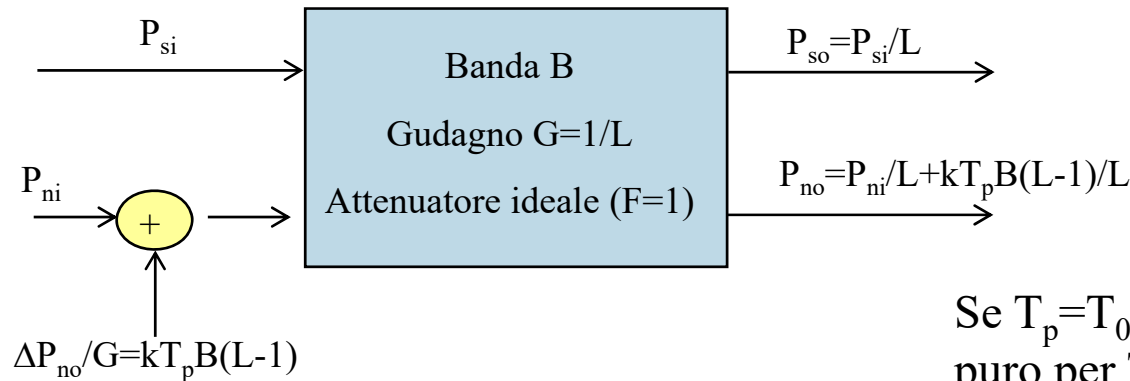 P_si
P_so=P_si/L
Banda B
Gudagno G=1/L
Attenuatore ideale (F=1)
P_ni
+
P_no=P_ni/L+kT_pB(L-1)/L
ΔP_no/G=kT_pB(L-1)
Se T_p=T_0
puro per